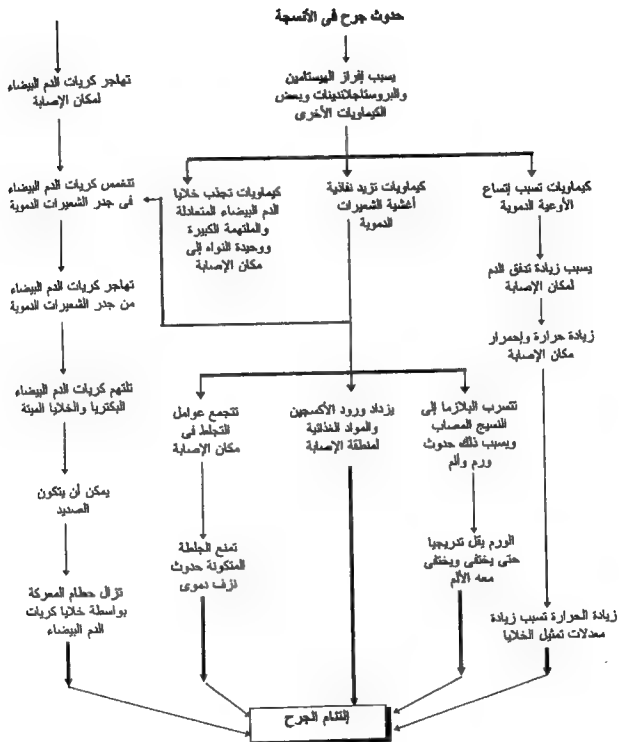 حدوث جرح فى الأنسجة
يسبب إفراز الهيستامين
والبروستاجلاندينات وبعض
الكيماويات الأخرى
كيماويات تسبب إتساع
الأوعية الدموية
يسبب زيادة تدفق الدم
لمكان الإصابة
زيادة حرارة وإحمرار
مكان الإصابة
زيادة الحرارة تسبب زيادة
معدلات تمثيل الخلايا
كيماويات تزيد نفاذية
أغشية الشعيرات
الدموية
تتسرب البلازما إلى
النسيج المصاب
ويسبب ذلك حدوث
ورم وألم
الورم يقل تدريجيا
حتى يختفى ويختفى
معه الألم
يزداد ورود الأكسجين
والمواد الغذائية
لمنطقة الإصابة
تتجمع عوامل
التجلط فى
مكان الإصابة
تمنع الجلطة
المتكونة حدوث
نزف دموى
كيماويات تجذب خلايا
الدم البيضاء المتعادلة
والملتهمة الكبيرة
ووحيدة النواه إلى
مكان الإصابة
تهاجر كريات الدم البيضاء
لمكان الإصابة
تنغمس كريات الدم البيضاء
فى جدر الشعيرات الدموية
تهاجر كريات الدم البيضاء
من جدر الشعيرات الدموية
تلتهم كريات الدم البيضاء
البكتريا والخلايا الميتة
يمكن أن يتكون
الصديد
تزال حطام المعركة
بواسطة خلايا كريات
الدم البيضاء
إلتئام الجرح